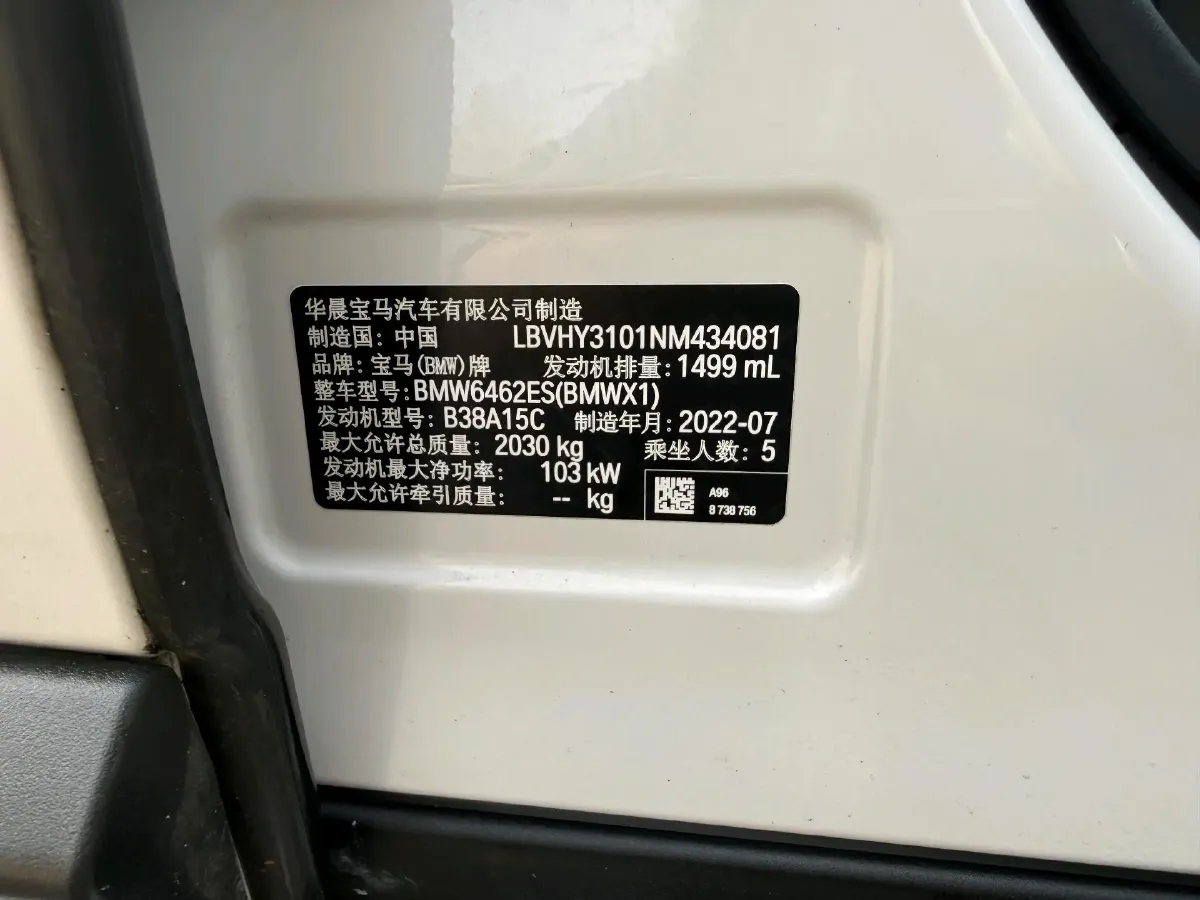 华晨宝马汽车有限公司制造
制造国：中国 LBVHY3101NM434081
品牌：宝马(BMW)牌 发动机排量：1499 mL
整车型号：BMW6462ES(BMWX1)
发动机型号：B38A15C 制造年月：2022-07
最大允许总质量：2030 kg 乘坐人数：5
发动机最大净功率： 103 kW
最大允许牵引质量： -- kg
A96
8 738 756